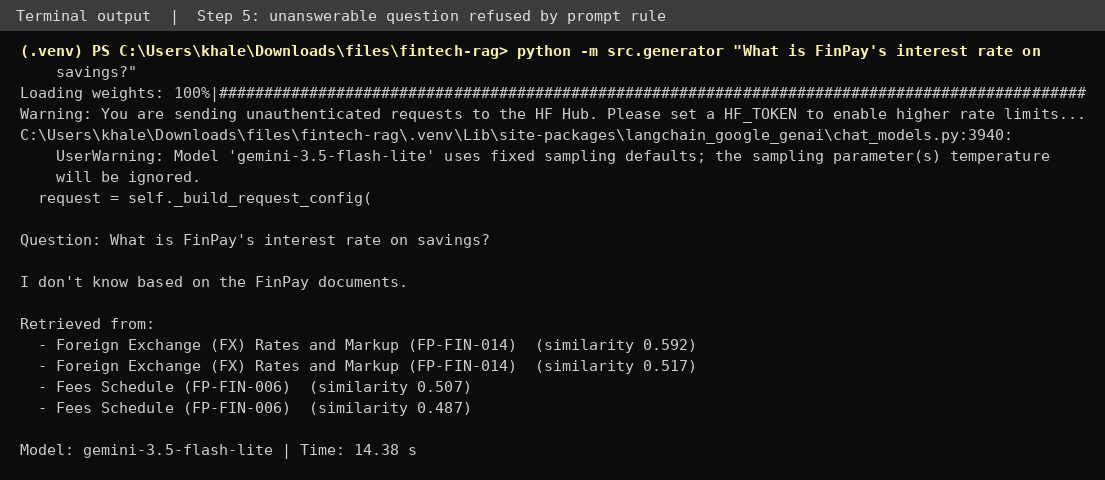 Terminal output  |  Step 5: unanswerable question refused by prompt rule
(.venv) PS C:\Users\khale\Downloads\files\fintech-rag> python -m src.generator "What is FinPay's interest rate on
    savings?"
Loading weights: 100%|################################################################################################
Warning: You are sending unauthenticated requests to the HF Hub. Please set a HF_TOKEN to enable higher rate limits...
C:\Users\khale\Downloads\files\fintech-rag\.venv\Lib\site-packages\langchain_google_genai\chat_models.py:3940:
    UserWarning: Model 'gemini-3.5-flash-lite' uses fixed sampling defaults; the sampling parameter(s) temperature
    will be ignored.
  request = self._build_request_config(
Question: What is FinPay's interest rate on savings?
I don't know based on the FinPay documents.
Retrieved from:
  - Foreign Exchange (FX) Rates and Markup (FP-FIN-014)  (similarity 0.592)
  - Foreign Exchange (FX) Rates and Markup (FP-FIN-014)  (similarity 0.517)
  - Fees Schedule (FP-FIN-006)  (similarity 0.507)
  - Fees Schedule (FP-FIN-006)  (similarity 0.487)
Model: gemini-3.5-flash-lite | Time: 14.38 s